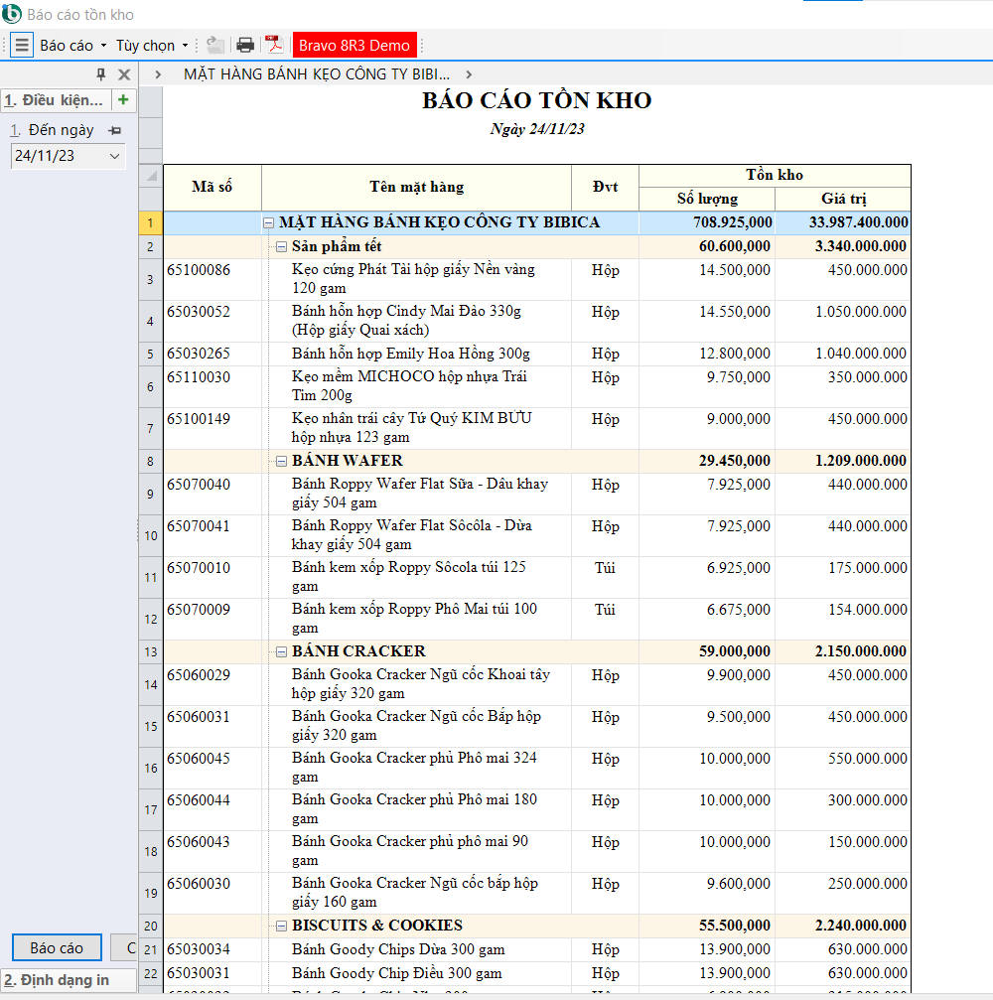 Báo cáo tồn kho
Báo cáo Tùy chọn Bravo 8R3 Demo
MẶT HÀNG BÁNH KẸO CÔNG TY BIBI...
1. Điều kiện...
1. Đến ngày
24/11/23
BÁO CÁO TỒN KHO
Ngày 24/11/23
Mã số Tên mặt hàng Đvt Tồn kho
Số lượng Giá trị
1 MẶT HÀNG BÁNH KẸO CÔNG TY BIBICA 708.925,000 33.987.400.000
2 Sản phẩm tết 60.600,000 3.340.000.000
3 65100086 Kẹo cứng Phát Tài hộp giấy Nền vàng Hộp 14.500,000 450.000.000
120 gam
4 65030052 Bánh hỗn hợp Cindy Mai Đào 330g Hộp 14.550,000 1.050.000.000
(Hộp giấy Quai xách)
5 65030265 Bánh hỗn hợp Emily Hoa Hồng 300g Hộp 12.800,000 1.040.000.000
6 65110030 Kẹo mềm MICHOCO hộp nhựa Trái Hộp 9.750,000 350.000.000
Tim 200g
7 65100149 Kẹo nhân trái cây Tứ Quý KIM BỬU Hộp 9.000,000 450.000.000
hộp nhựa 123 gam
8 BÁNH WAFER 29.450,000 1.209.000.000
9 65070040 Bánh Roppy Wafer Flat Sữa - Dâu khay Hộp 7.925,000 440.000.000
giấy 504 gam
10 65070041 Bánh Roppy Wafer Flat Sôcôla - Dừa Hộp 7.925,000 440.000.000
khay giấy 504 gam
11 65070010 Bánh kem xốp Roppy Sôcola túi 125 Túi 6.925,000 175.000.000
gam
12 65070009 Bánh kem xốp Roppy Phô Mai túi 100 Túi 6.675,000 154.000.000
gam
13 BÁNH CRACKER 59.000,000 2.150.000.000
14 65060029 Bánh Gooka Cracker Ngũ cốc Khoai tây Hộp 9.900,000 450.000.000
hộp giấy 320 gam
15 65060031 Bánh Gooka Cracker Ngũ cốc Bắp hộp Hộp 9.500,000 450.000.000
giấy 320 gam
16 65060045 Bánh Gooka Cracker phủ Phô mai 324 Hộp 10.000,000 550.000.000
gam
17 65060044 Bánh Gooka Cracker phủ Phô mai 180 Hộp 10.000,000 300.000.000
gam
18 65060043 Bánh Gooka Cracker phủ phô mai 90 Hộp 10.000,000 150.000.000
gam
19 65060030 Bánh Gooka Cracker Ngũ cốc bắp hộp Hộp 9.600,000 250.000.000
giấy 160 gam
20 BISCUITS & COOKIES 55.500,000 2.240.000.000
21 65030034 Bánh Goody Chips Dừa 300 gam Hộp 13.900,000 630.000.000
22 65030031 Bánh Goody Chip Điều 300 gam Hộp 13.900,000 630.000.000
Báo cáo C
2. Định dạng in